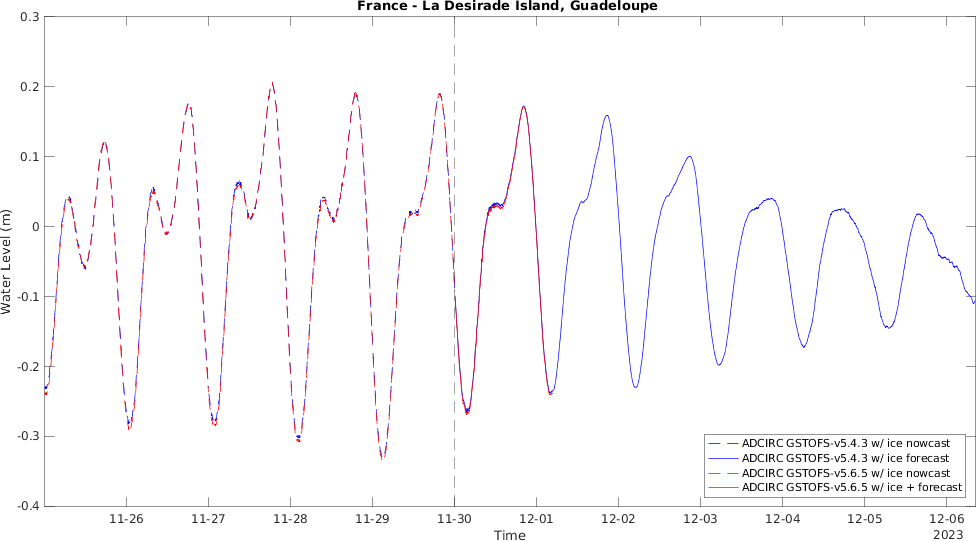 France - La Desirade Island, Guadeloupe
0.3
0.2
0.1
0
-0.1
-0.2
-0.3
-0.4
Water Level (m)
11-26
11-27
11-28
11-29
11-30
12-01
12-02
12-03
12-04
12-05
12-06
2023
Time
ADCIRC GSTOFS-v5.4.3 w/ ice nowcast
ADCIRC GSTOFS-v5.4.3 w/ ice forecast
ADCIRC GSTOFS-v5.6.5 w/ ice nowcast
ADCIRC GSTOFS-v5.6.5 w/ ice + forecast